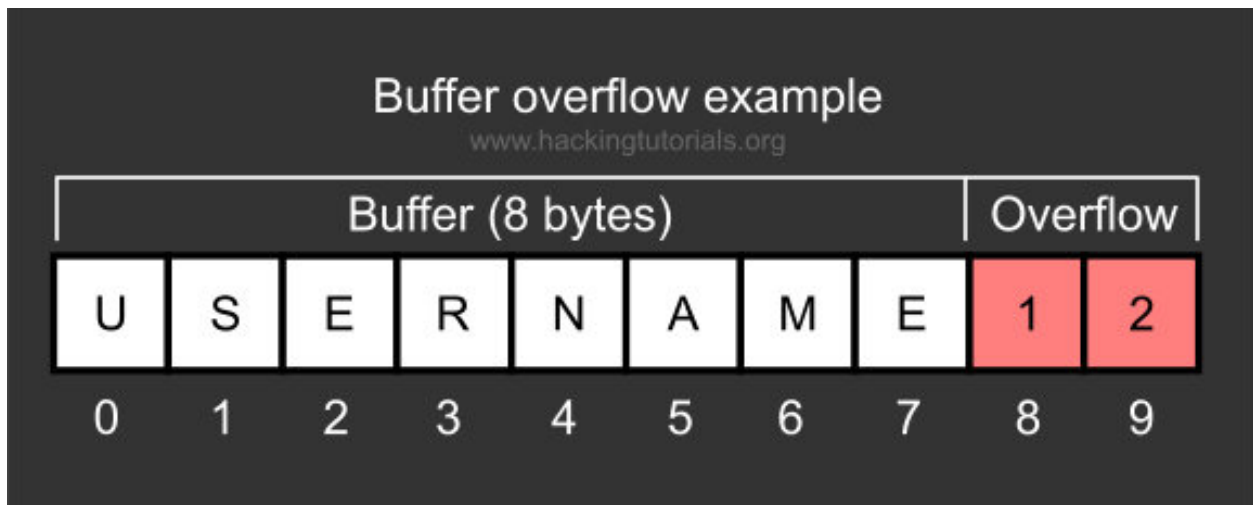 Buffer overflow example
www.hackingtutorials.org
Buffer (8 bytes) Overflow
U S E R N A M E 1 2
0 1 2 3 4 5 6 7 8 9